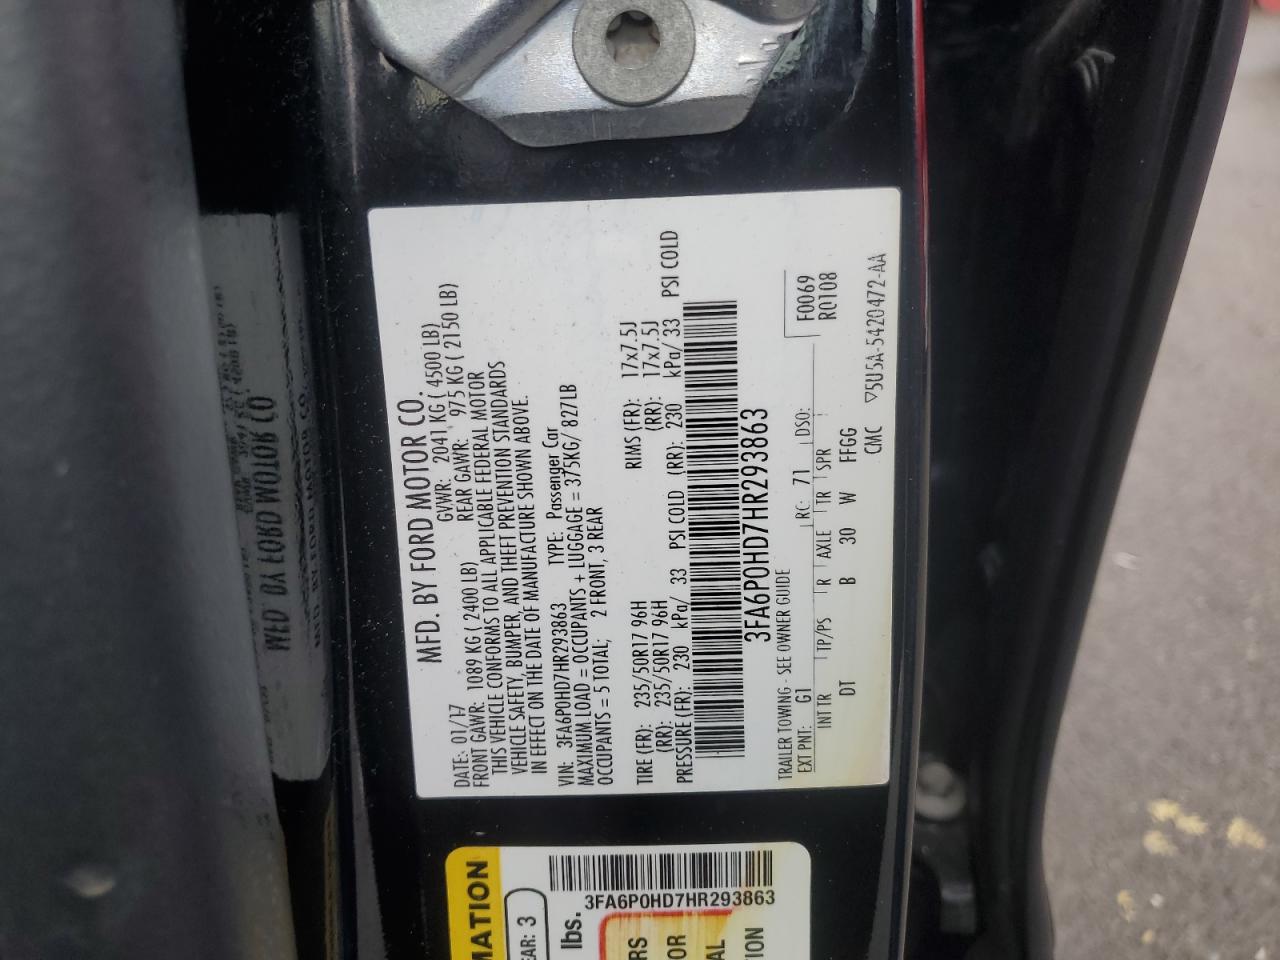 MFD. BY FORD MOTOR CO.
DATE: 01/17 GVWR: 2041 KG ( 4500 LB)
FRONT GAWR: 1089 KG ( 2400 LB) REAR GAWR: 975 KG ( 2150 LB)
THIS VEHICLE CONFORMS TO ALL APPLICABLE FEDERAL MOTOR
VEHICLE SAFETY, BUMPER, AND THEFT PREVENTION STANDARDS
IN EFFECT ON THE DATE OF MANUFACTURE SHOWN ABOVE.
VIN: 3FA6P0HD7HR293863 TYPE: Passenger Car
MAXIMUM LOAD = OCCUPANTS + LUGGAGE = 375KG/ 827LB
OCCUPANTS = 5 TOTAL; 2 FRONT, 3 REAR
TIRE (FR): 235/50R17 96H RIMS (FR): 17x7.5J
(RR): 235/50R17 96H (RR): 17x7.5J
PRESSURE (FR): 230 kPa/ 33 PSI COLD (RR): 230 kPa/ 33 PSI COLD
3FA6P0HD7HR293863
TRAILER TOWING - SEE OWNER GUIDE F0069
EXT PNT: G1 RC: 71 DSO: R0108
INT TR TP/PS R AXLE TR SPR
DT B 30 W FFGG
CMC ▽5U5A-5420472-AA
MATION
EAR: 3
3FA6P0HD7HR293863
lbs.
RS
OR
AL
TION
MFD. BY FORD MOTOR CO